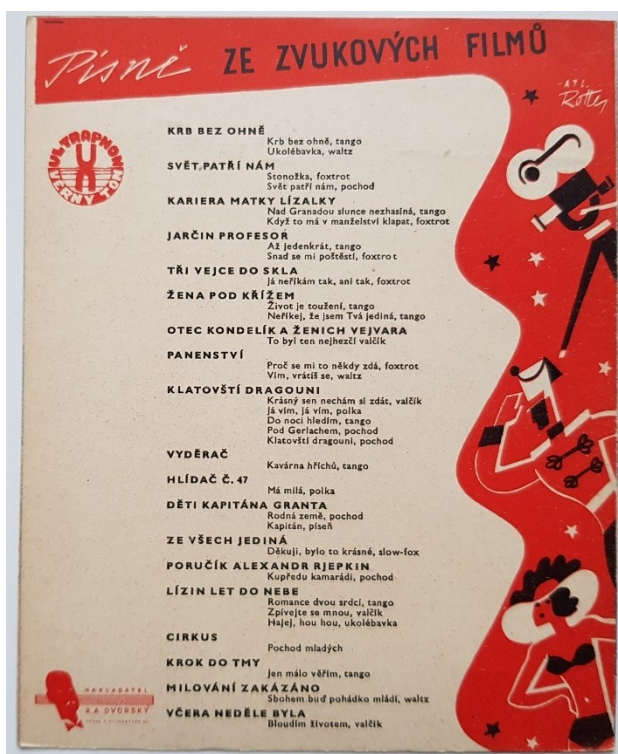 Písně ZE ZVUKOVÝCH FILMŮ
ATL. Rotter
ULTRAPHON
VĚRNÝ TÓN
KRB BEZ OHNĚ
Krb bez ohně, tango
Ukolébavka, waltz
SVĚT PATŘÍ NÁM
Stonožka, foxtrot
Svět patří nám, pochod
KARIERA MATKY LÍZALKY
Nad Granadou slunce nezhasíná, tango
Když to má v manželství klapat, foxtrot
JARČIN PROFESOR
Až jedenkrát, tango
Snad se mi poštěstí, foxtrot
TŘI VEJCE DO SKLA
Já neříkám tak, ani tak, foxtrot
ŽENA POD KŘÍŽEM
Život je toužení, tango
Neříkej, že jsem Tvá jediná, tango
OTEC KONDELÍK A ŽENICH VEJVARA
To byl ten nejhezčí valčík
PANENSTVÍ
Proč se mi to někdy zdá, foxtrot
Vím, vrátíš se, waltz
KLATOVŠTÍ DRAGOUNI
Krásný sen nechám si zdát, valčík
Já vím, já vím, polka
Do noci hledím, tango
Pod Gerlachem, pochod
Klatovští dragouni, pochod
VYDĚRAČ
Kavárna hříchů, tango
HLÍDAČ Č. 47
Má milá, polka
DĚTI KAPITÁNA GRANTA
Rodná země, pochod
Kapitán, píseň
ZE VŠECH JEDINÁ
Děkuji, bylo to krásné, slow-fox
PORUČÍK ALEXANDR RJEPKIN
Kupředu kamarádi, pochod
LÍZIN LET DO NEBE
Romance dvou srdcí, tango
Zpívejte se mnou, valčík
Hajej, hou hou, ukolébavka
CIRKUS
Pochod mladých
KROK DO TMY
Jen málo věřím, tango
MILOVÁNÍ ZAKÁZÁNO
Sbohem buď pohádko mládí, waltz
VČERA NEDĚLE BYLA
Bloudím životem, valčík
NAKLADATEL
R.A. DVORSKÝ